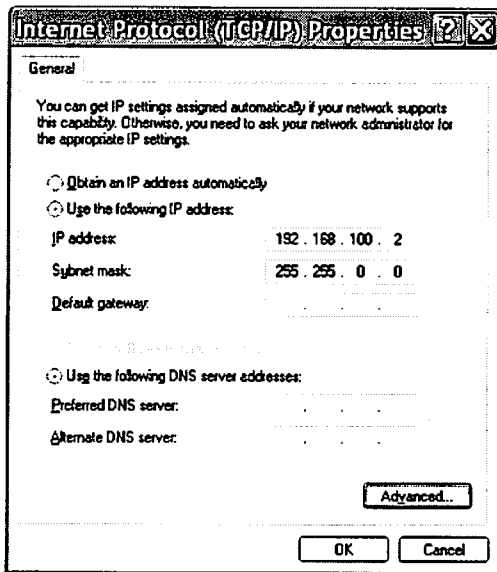 Internet Protocol (TCP/IP) Properties
General
You can get IP settings assigned automatically if your network supports
this capability. Otherwise, you need to ask your network administrator for
the appropriate IP settings.
Obtain an IP address automatically
Use the following IP address:
IP address: 192 . 168 . 100 . 2
Subnet mask: 255 . 255 . 0 . 0
Default gateway: . . .
Use the following DNS server addresses:
Preferred DNS server: . . .
Alternate DNS server: . . .
Advanced...
OK Cancel